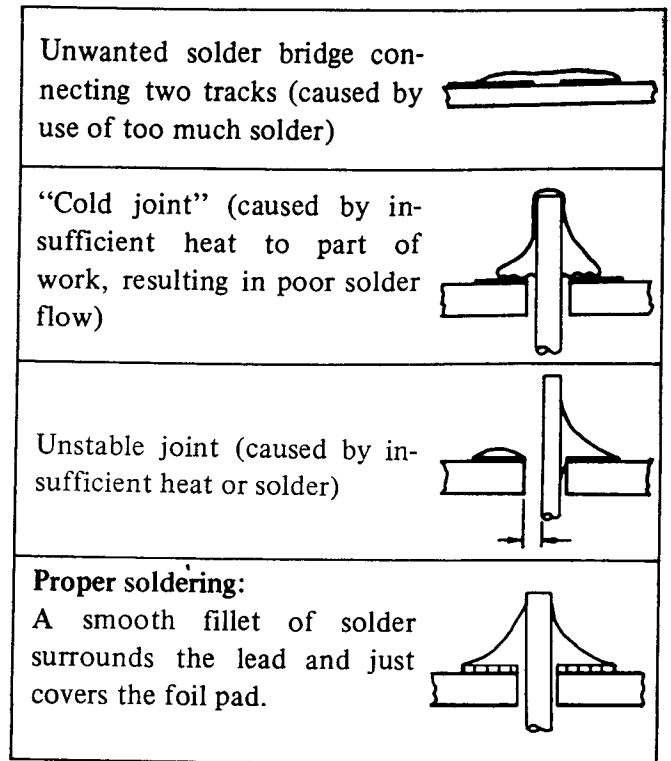 Unwanted solder bridge con-
necting two tracks (caused by
use of too much solder)
“Cold joint” (caused by in-
sufficient heat to part of
work, resulting in poor solder
flow)
Unstable joint (caused by in-
sufficient heat or solder)
Proper soldering:
A smooth fillet of solder
surrounds the lead and just
covers the foil pad.